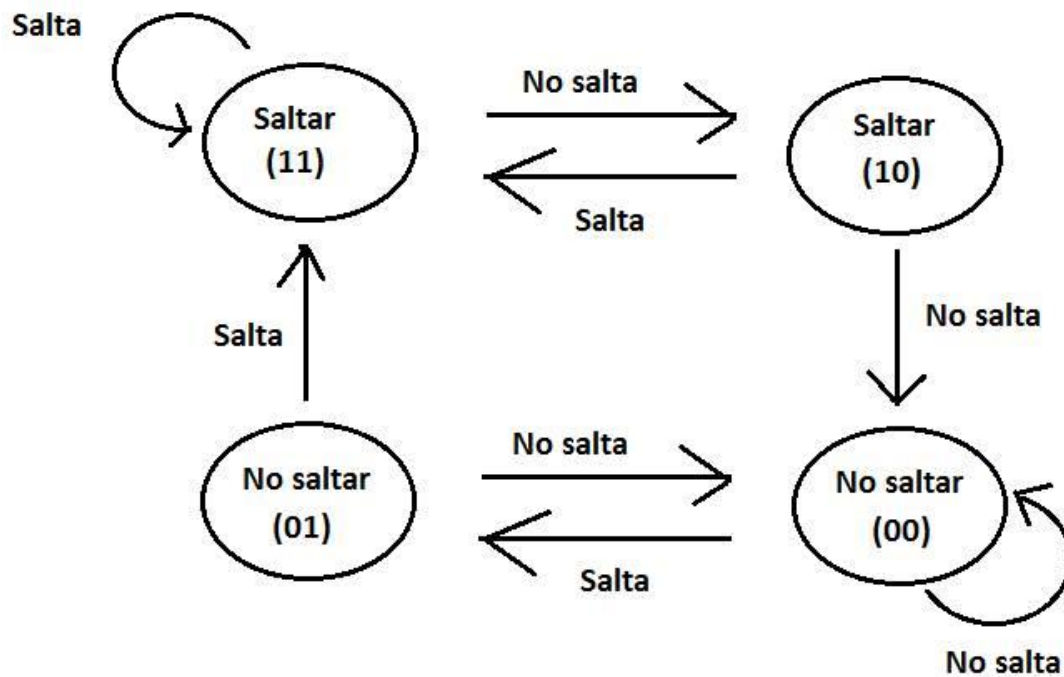 Salta
No salta
Saltar
(11)
Saltar
(10)
Salta
No salta
Salta
No salta
No saltar
(01)
No saltar
(00)
Salta
No salta